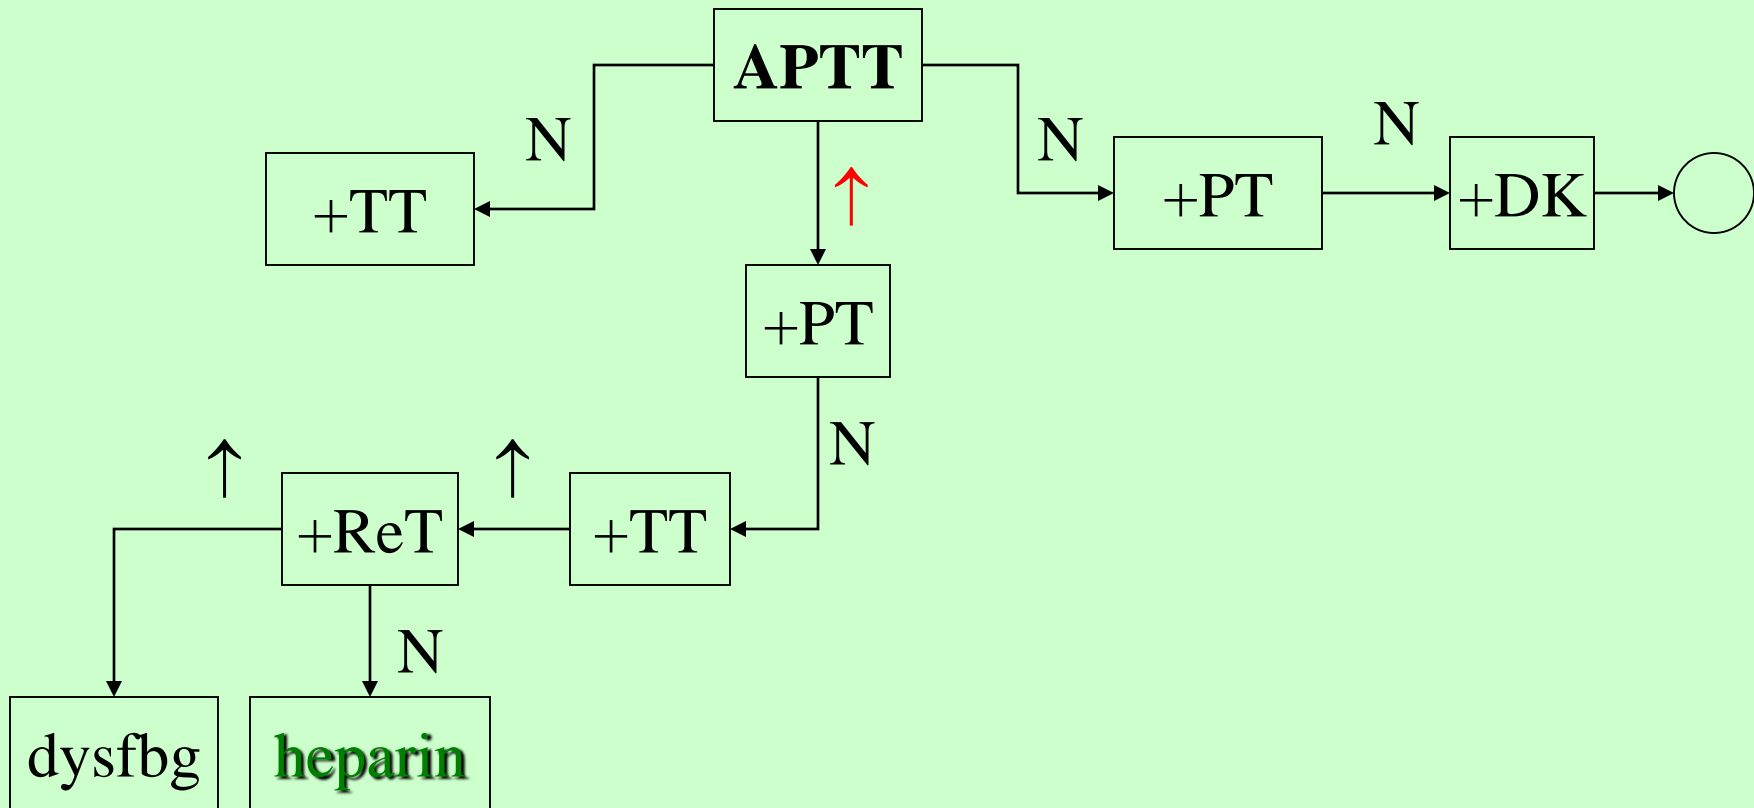 APTT
N
N
N
+TT
↑
+PT
+DK
+PT
N
↑
↑
+ReT
+TT
N
dysfbg
heparin